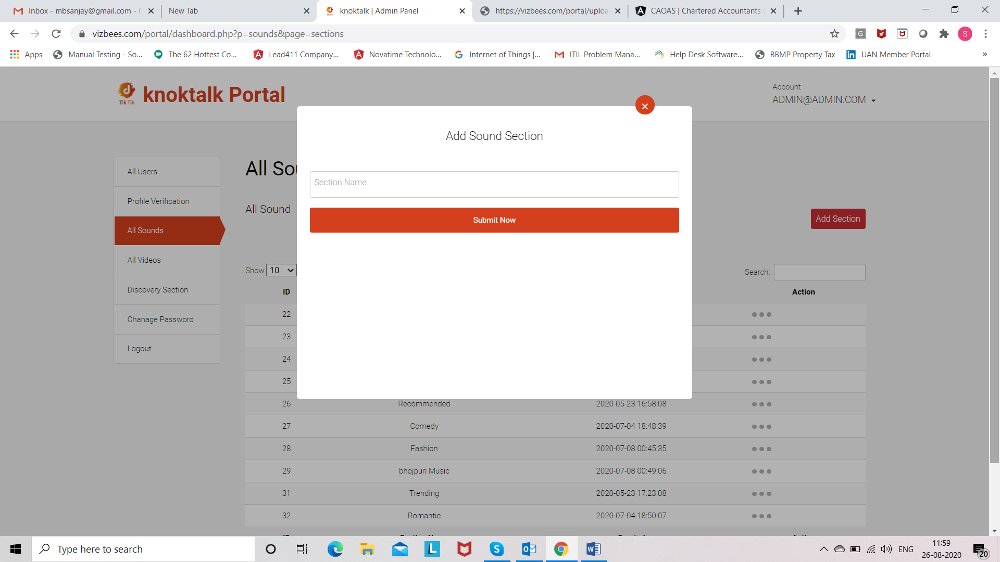 Inbox - mbsanjay@gmail.com - G
New Tab
knoktalk | Admin Panel
https://vizbees.com/portal/uploa
CAOAS | Chartered Accountants
vizbees.com/portal/dashboard.php?p=sounds&page=sections
G
S
Apps
Manual Testing - So...
The 62 Hottest Co...
Lead411 Company...
Novatime Technolo...
Internet of Things |...
ITIL Problem Mana...
Help Desk Software...
BBMP Property Tax
UAN Member Portal
»
Tik Tik
knoktalk Portal
Account
ADMIN@ADMIN.COM
Add Sound Section
Section Name
Submit Now
All Users
Profile Verification
All Sounds
All Videos
Discovery Section
Chanage Password
Logout
All So
All Sound
Add Section
Show 10
Search:
ID Action
22
23
24
25
26 Recommended 2020-05-23 16:58:08
27 Comedy 2020-07-04 18:48:39
28 Fashion 2020-07-08 00:45:35
29 bhojpuri Music 2020-07-08 00:49:06
31 Trending 2020-05-23 17:23:08
32 Romantic 2020-07-04 18:50:07
Type here to search
ENG
11:59
26-08-2020
20